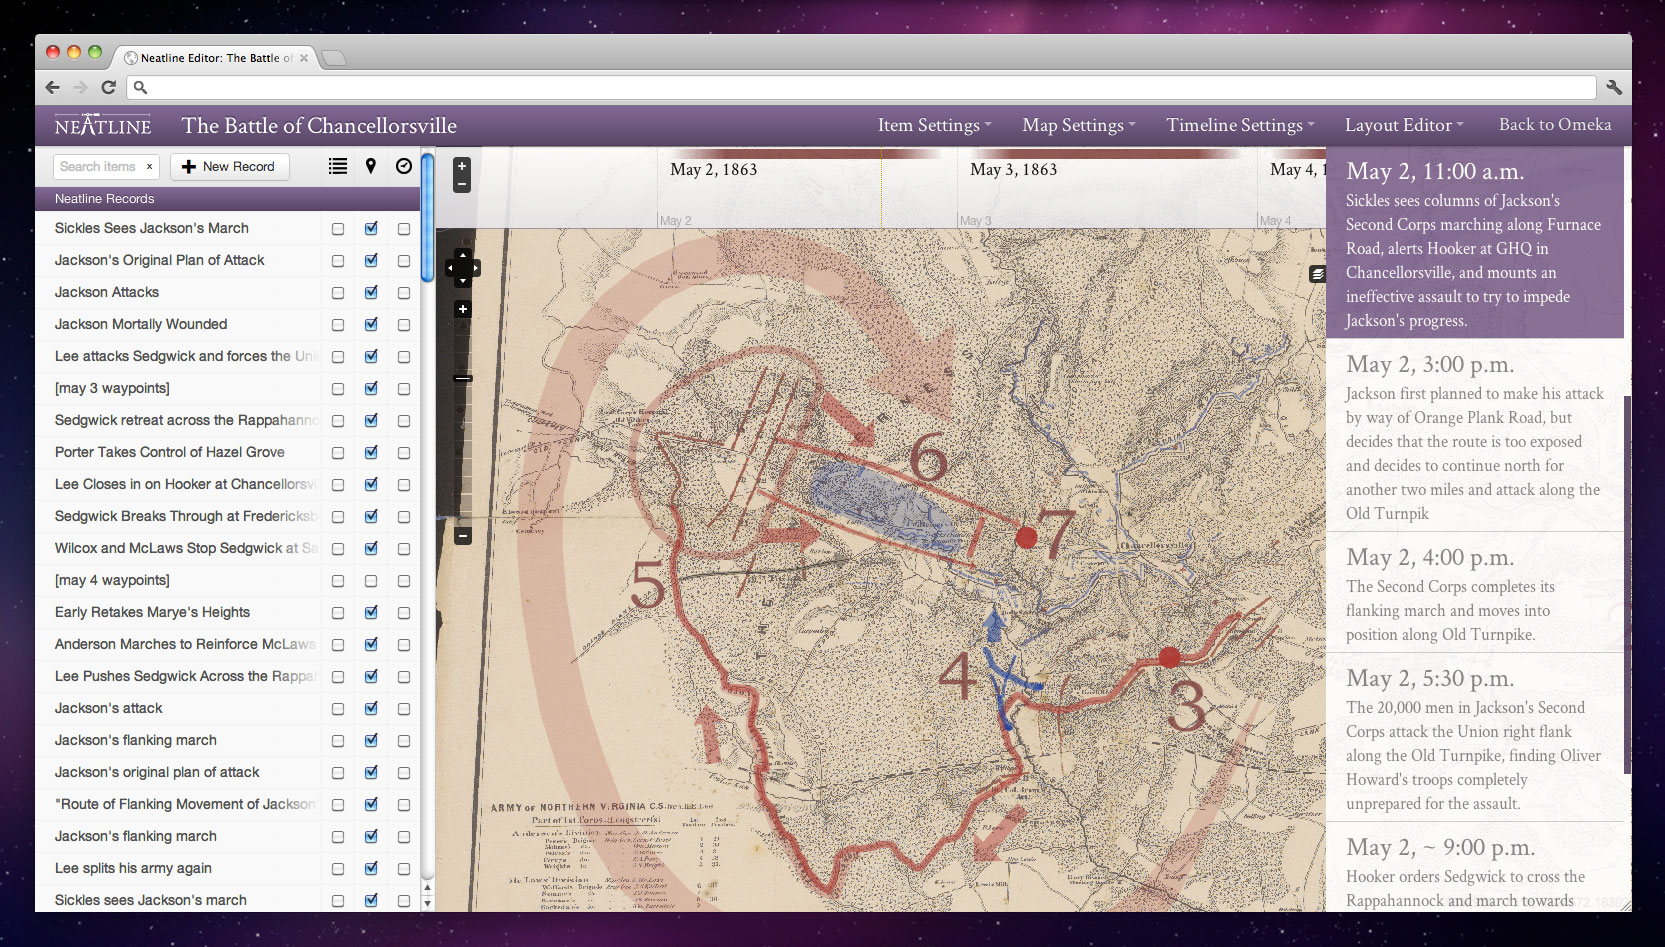 Neatline Editor: The Battle of
NEATLINE
The Battle of Chancellorsville
Item Settings
Map Settings
Timeline Settings
Layout Editor
Back to Omeka
Search items x
New Record
Neatline Records
Sickles Sees Jackson's March
Jackson's Original Plan of Attack
Jackson Attacks
Jackson Mortally Wounded
Lee attacks Sedgwick and forces the Uni
[may 3 waypoints]
Sedgwick retreat across the Rappahanno
Porter Takes Control of Hazel Grove
Lee Closes in on Hooker at Chancellorsvi
Sedgwick Breaks Through at Fredericksb
Wilcox and McLaws Stop Sedgwick at Sa
[may 4 waypoints]
Early Retakes Marye's Heights
Anderson Marches to Reinforce McLaws
Lee Pushes Sedgwick Across the Rappah
Jackson's attack
Jackson's flanking march
Jackson's original plan of attack
"Route of Flanking Movement of Jackson'
Jackson's flanking march
Lee splits his army again
Sickles sees Jackson's march
May 2, 1863
May 3, 1863
May 4, 1
May 2
May 3
May 4
6
7
5
4
3
Chancellorsville
ARMY OF NORTHERN VIRGINIA C.S.
Part of 1st. Corps
May 2, 11:00 a.m.
Sickles sees columns of Jackson's
Second Corps marching along Furnace
Road, alerts Hooker at GHQ in
Chancellorsville, and mounts an
ineffective assault to try to impede
Jackson's progress.
May 2, 3:00 p.m.
Jackson first planned to make his attack
by way of Orange Plank Road, but
decides that the route is too exposed
and decides to continue north for
another two miles and attack along the
Old Turnpik
May 2, 4:00 p.m.
The Second Corps completes its
flanking march and moves into
position along Old Turnpike.
May 2, 5:30 p.m.
The 20,000 men in Jackson's Second
Corps attack the Union right flank
along the Old Turnpike, finding Oliver
Howard's troops completely
unprepared for the assault.
May 2, ~ 9:00 p.m.
Hooker orders Sedgwick to cross the
Rappahannock and march towards